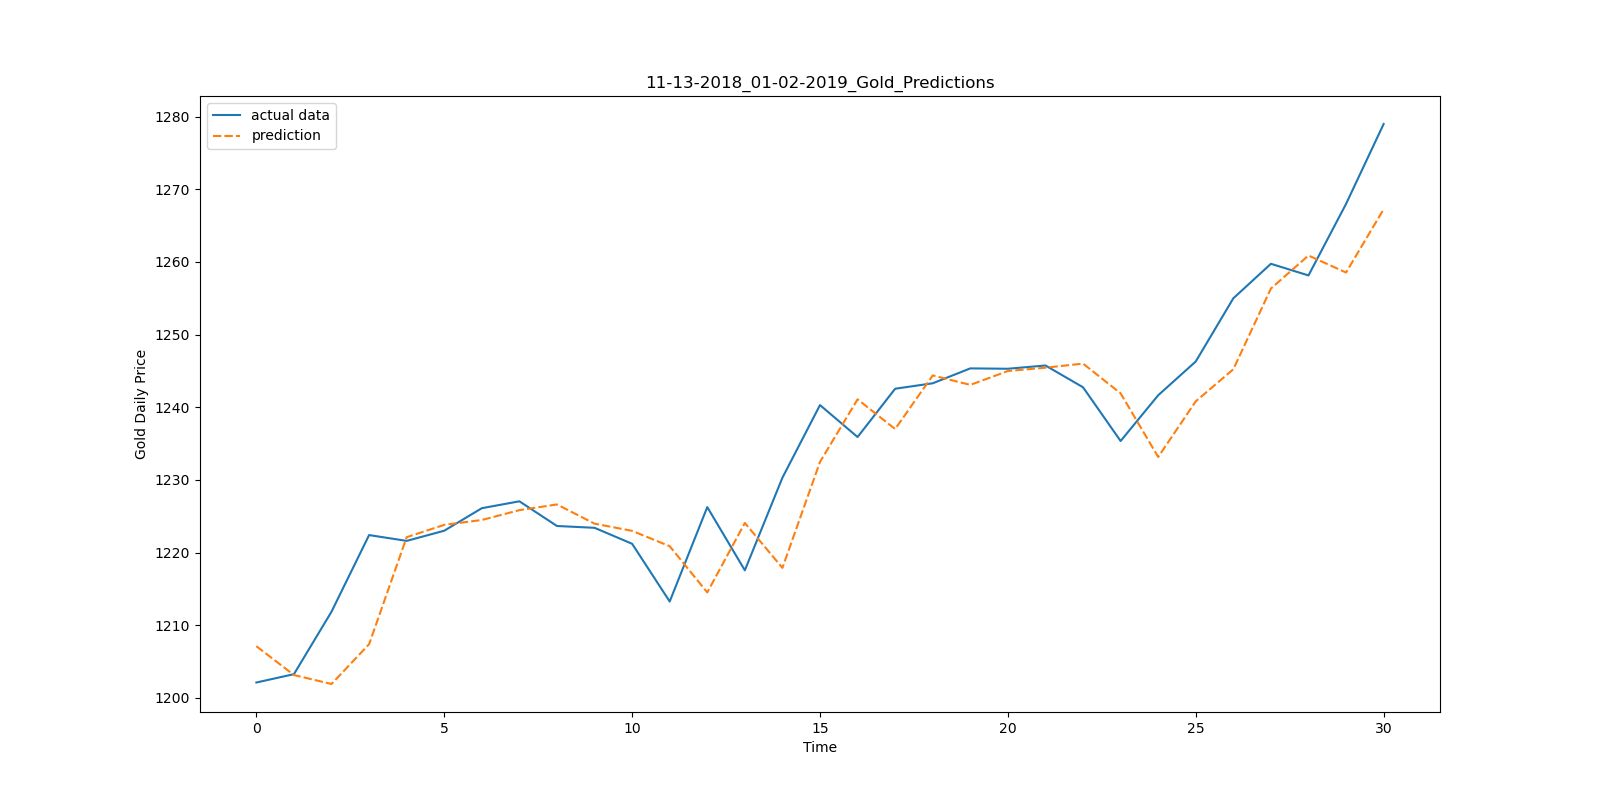 11-13-2018_01-02-2019_Gold_Predictions
actual data
prediction
1280
1270
1260
1250
1240
1230
1220
1210
1200
Gold Daily Price
0 5 10 15 20 25 30
Time